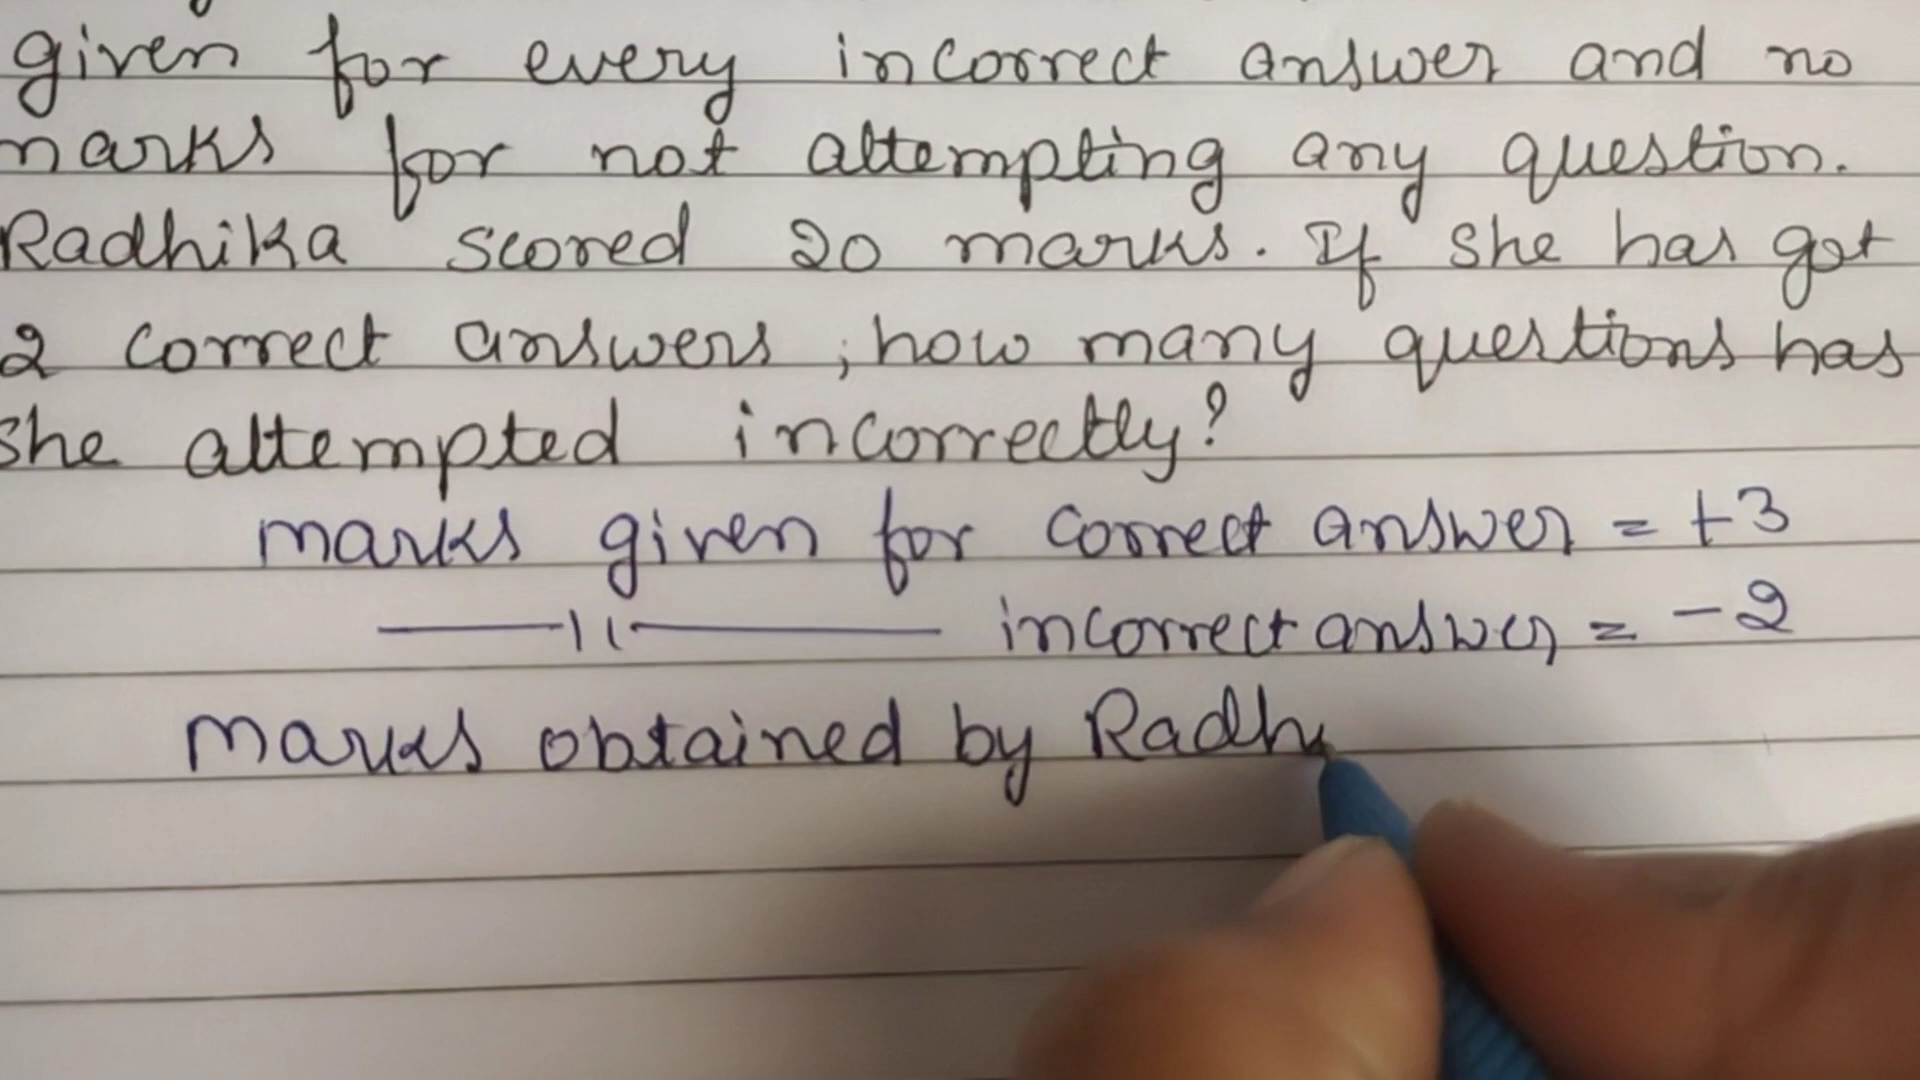 given for every incorrect answer and no
marks for not attempting any question.
Radhika scored 20 marks. If she has got
2 correct answers, how many questions has
she attempted incorrectly?
marks given for correct answer = +3
—————11————— incorrect answer = -2
Marks obtained by Radhi